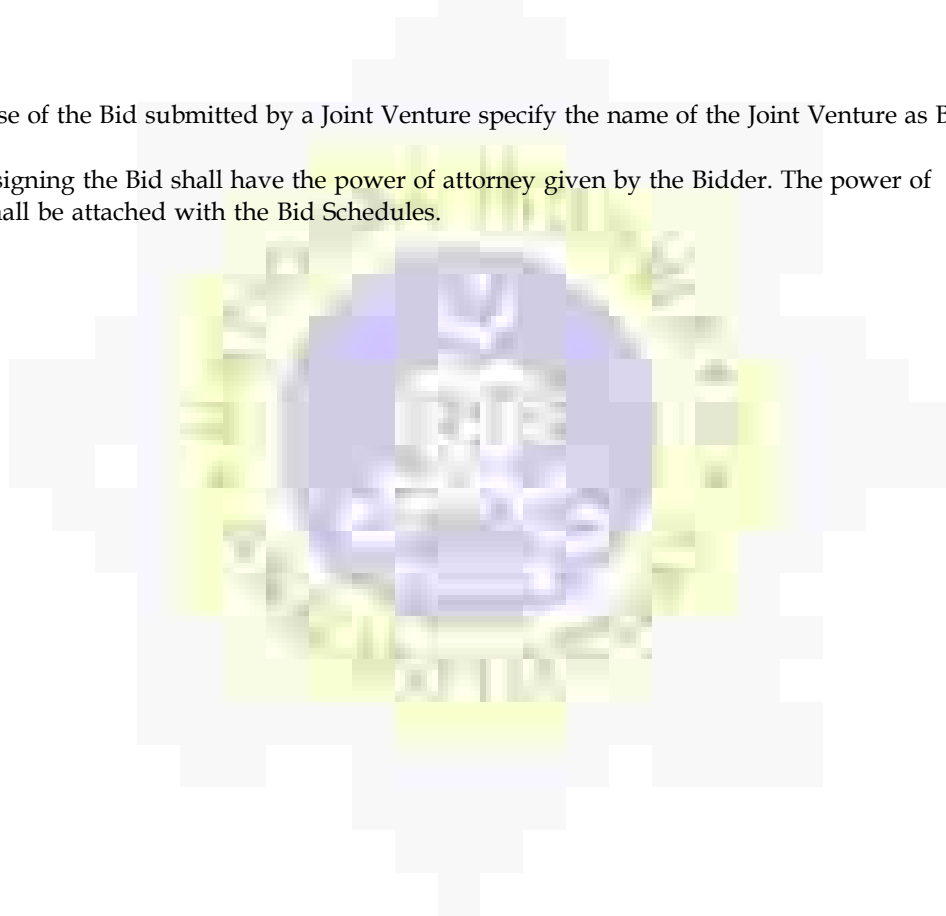 se of the Bid submitted by a Joint Venture specify the name of the Joint Venture as B
signing the Bid shall have the power of attorney given by the Bidder. The power of
all be attached with the Bid Schedules.